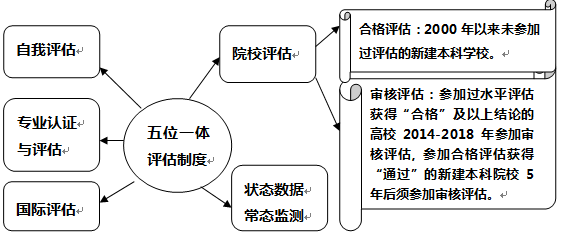 自我评估
专业认证
与评估
国际评估
五位一体
评估制度
院校评估
状态数据
常态监测
合格评估：2000 年以来未参加
过评估的新建本科学校。
审核评估：参加过水平评估
获得“合格”及以上结论的
高校 2014-2018 年参加审
核评估, 参加合格评估获得
“通过”的新建本科院校 5
年后须参加审核评估。